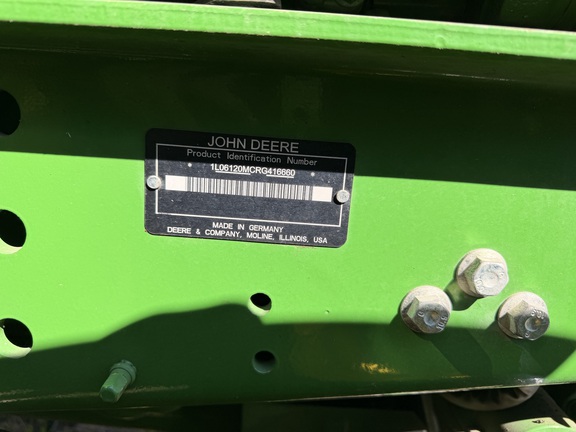 JOHN DEERE
Product Identification Number
* 1L06120MCRG416660 *
MADE IN GERMANY
DEERE & COMPANY, MOLINE, ILLINOIS, USA